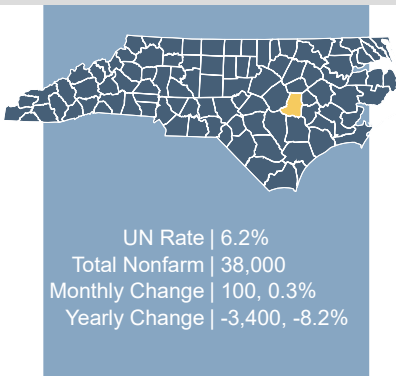 UN Rate | 6.2%
Total Nonfarm | 38,000
Monthly Change | 100, 0.3%
Yearly Change | -3,400, -8.2%